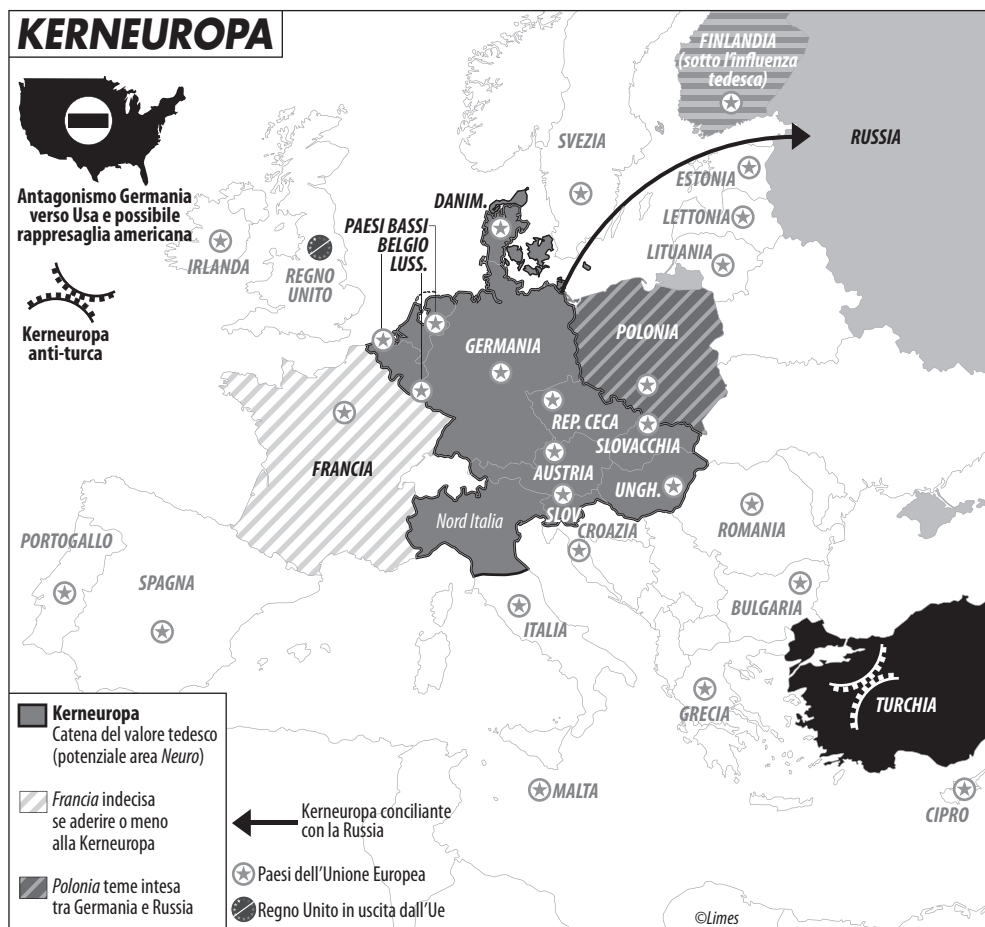 KERNEUROPA
Antagonismo Germania
verso Usa e possibile
rappresaglia americana
Kerneuropa
anti-turca
FINLANDIA
(sotto l'influenza
tedesca)
RUSSIA
SVEZIA
ESTONIA
LETTONIA
LITUANIA
DANIM.
PAESI BASSI
BELGIO
LUSS.
IRLANDA
REGNO
UNITO
GERMANIA
POLONIA
REP. CECA
SLOVACCHIA
FRANCIA
AUSTRIA
UNGH.
SLOV.
Nord Italia
CROAZIA
ROMANIA
PORTOGALLO
SPAGNA
ITALIA
BULGARIA
GRECIA
TURCHIA
MALTA
CIPRO
Kerneuropa
Catena del valore tedesco
(potenziale area Neuro)
Francia indecisa
se aderire o meno
alla Kerneuropa
Polonia teme intesa
tra Germania e Russia
Kerneuropa conciliante
con la Russia
Paesi dell'Unione Europea
Regno Unito in uscita dall'Ue
©Limes